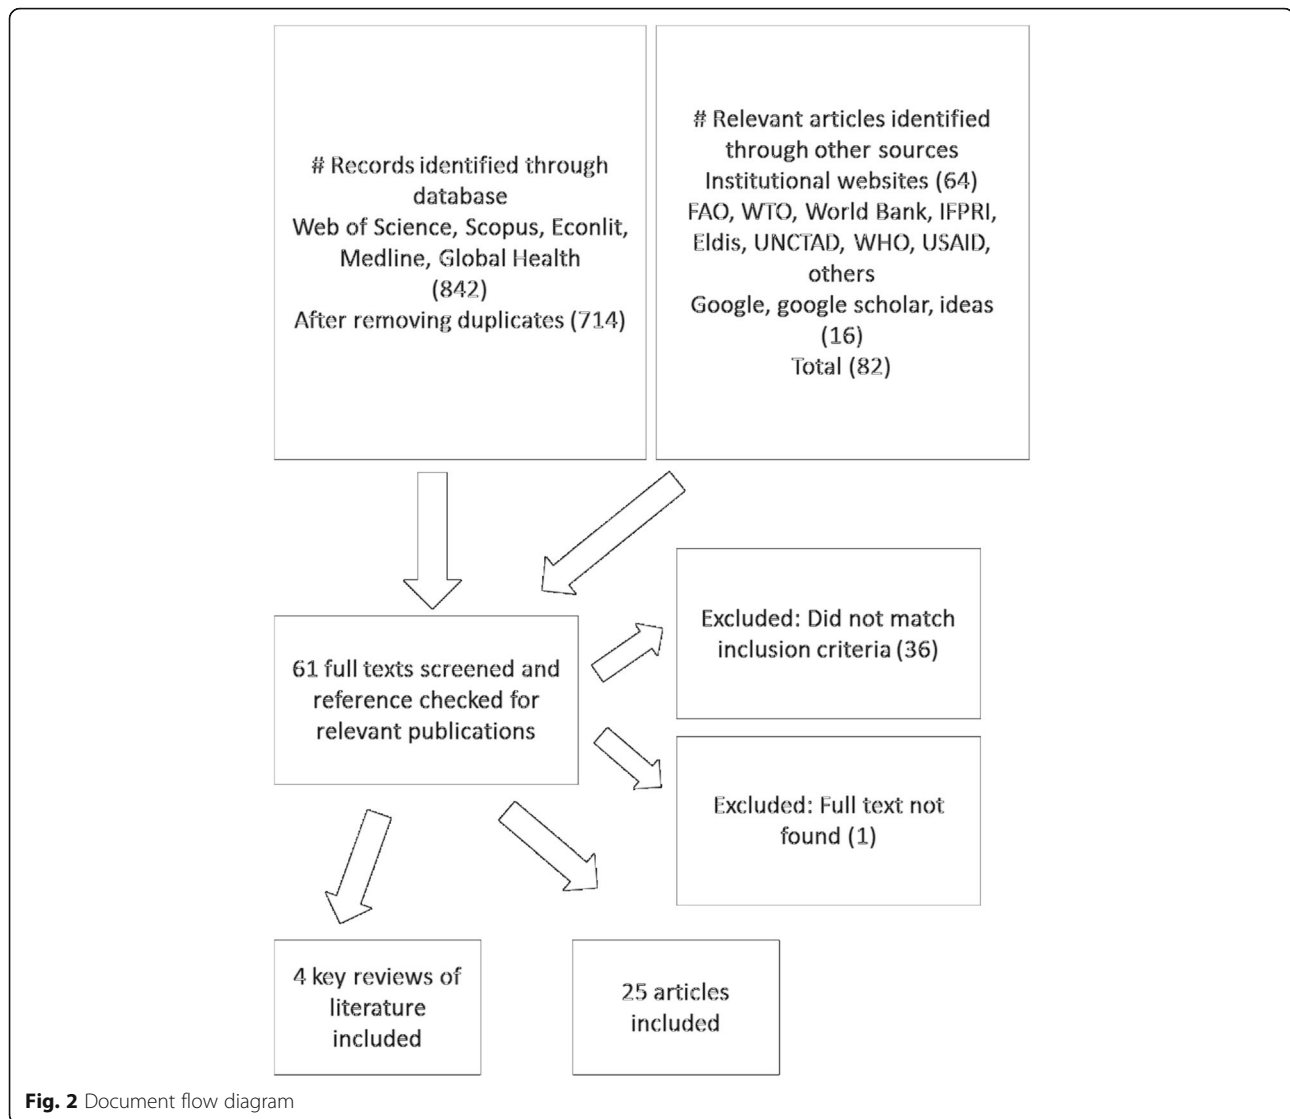 # Records identified through
database
Web of Science, Scopus, Econlit,
Medline, Global Health
(842)
After removing duplicates (714)
# Relevant articles identified
through other sources
Institutional websites (64)
FAO, WTO, World Bank, IFPRI,
Eldis, UNCTAD, WHO, USAID,
others
Google, google scholar, ideas
(16)
Total (82)
61 full texts screened and
reference checked for
relevant publications
Excluded: Did not match
inclusion criteria (36)
Excluded: Full text not
found (1)
4 key reviews of
literature
included
25 articles
included
Fig. 2 Document flow diagram